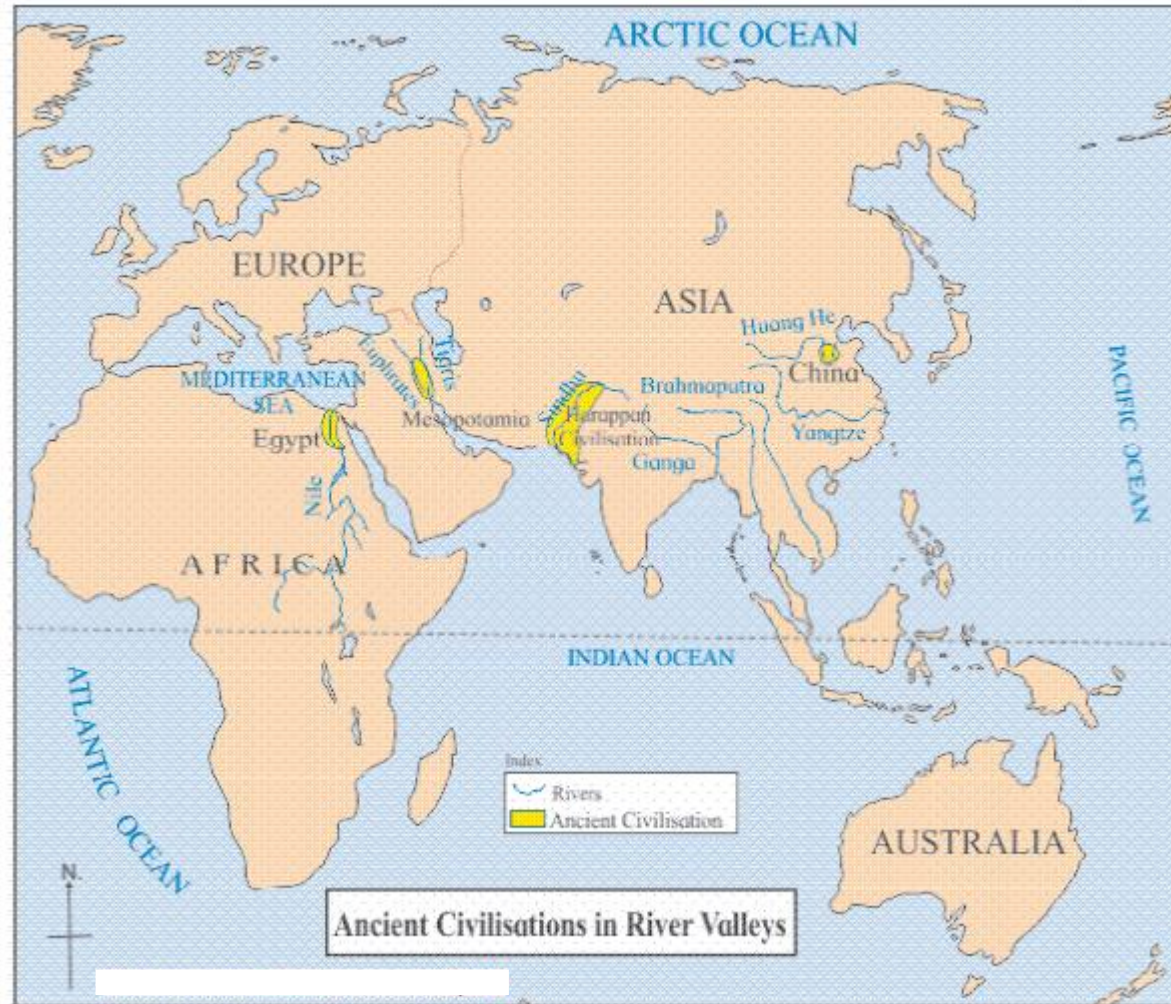 ARCTIC OCEAN
EUROPE
ASIA
Huang He
China
Tigris
Euphraes
MEDITERRANEAN
SEA
Mesopotamia
Sindhu
Harappan
Civilisation
Brahmaputra
Yangtze
Ganga
Egypt
Nile
AFRICA
PACIFIC OCEAN
INDIAN OCEAN
ATLANTIC OCEAN
Index
Rivers
Ancient Civilisation
AUSTRALIA
N.
Ancient Civilisations in River Valleys